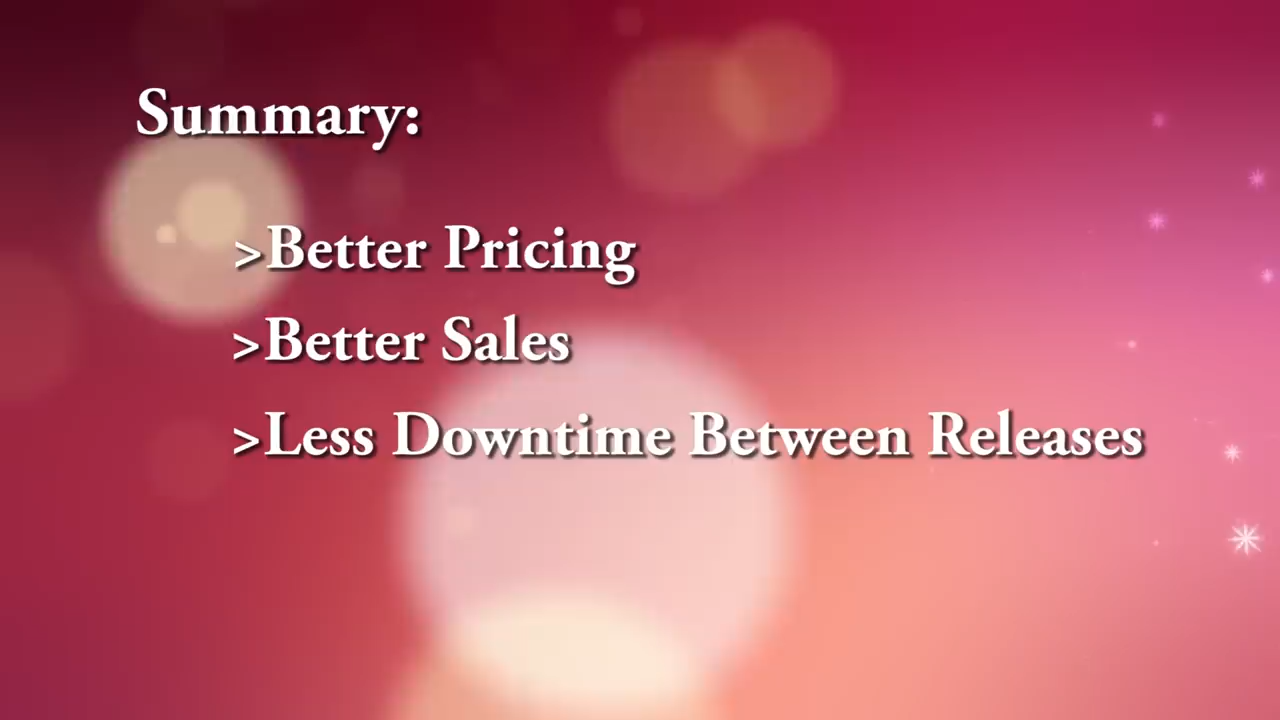 Summary:
>Better Pricing
>Better Sales
>Less Downtime Between Releases